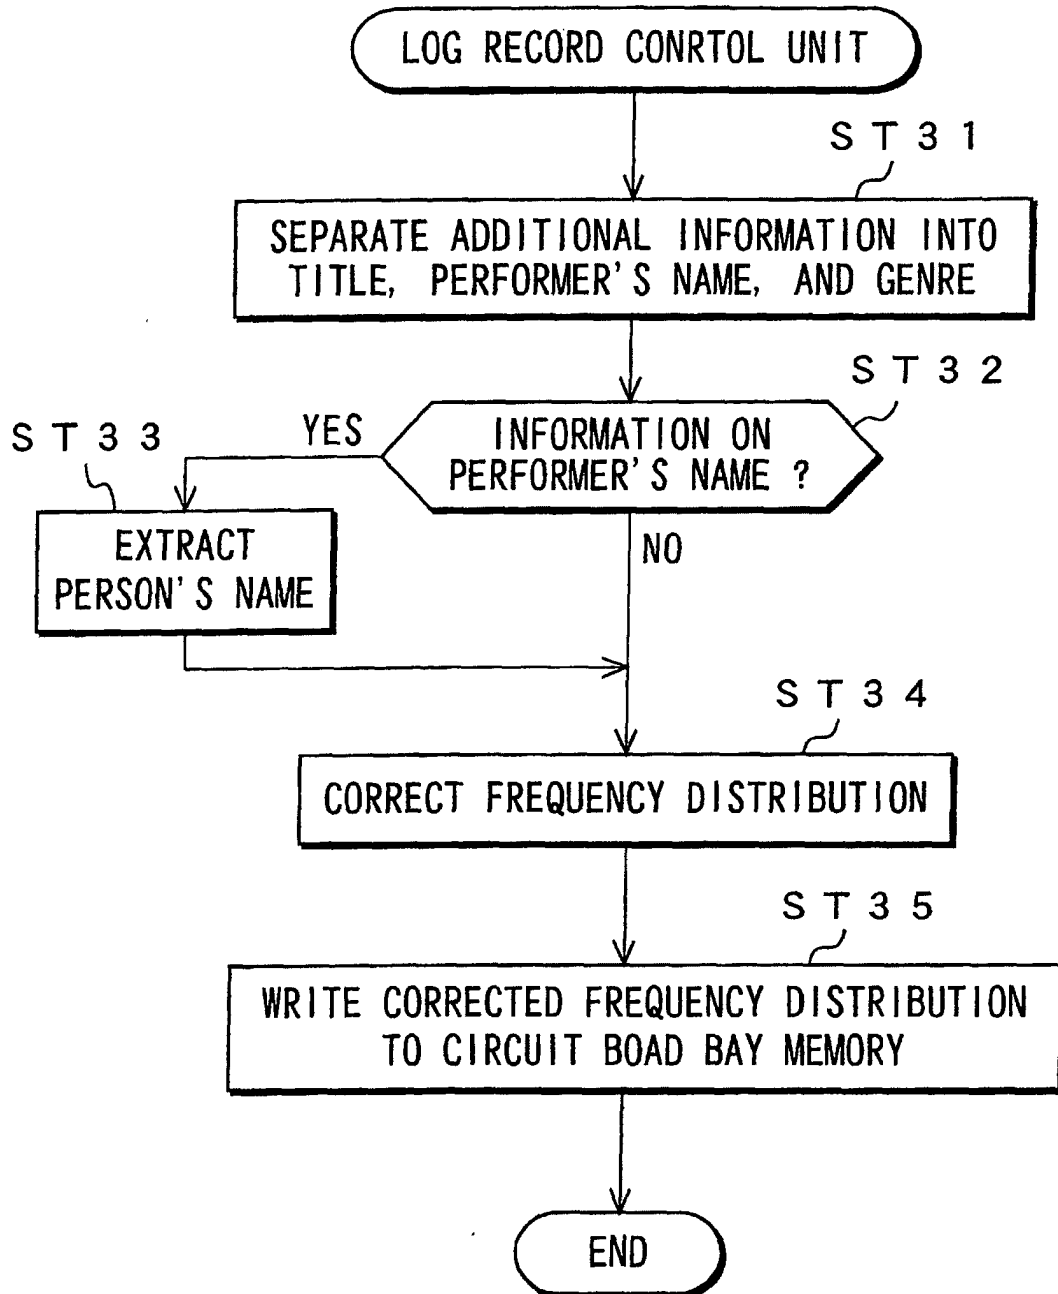 LOG RECORD CONRTOL UNIT
ST31
SEPARATE ADDITIONAL INFORMATION INTO
TITLE, PERFORMER'S NAME, AND GENRE
ST32
INFORMATION ON
PERFORMER'S NAME ?
YES
ST33
EXTRACT
PERSON'S NAME
NO
ST34
CORRECT FREQUENCY DISTRIBUTION
ST35
WRITE CORRECTED FREQUENCY DISTRIBUTION
TO CIRCUIT BOAD BAY MEMORY
END